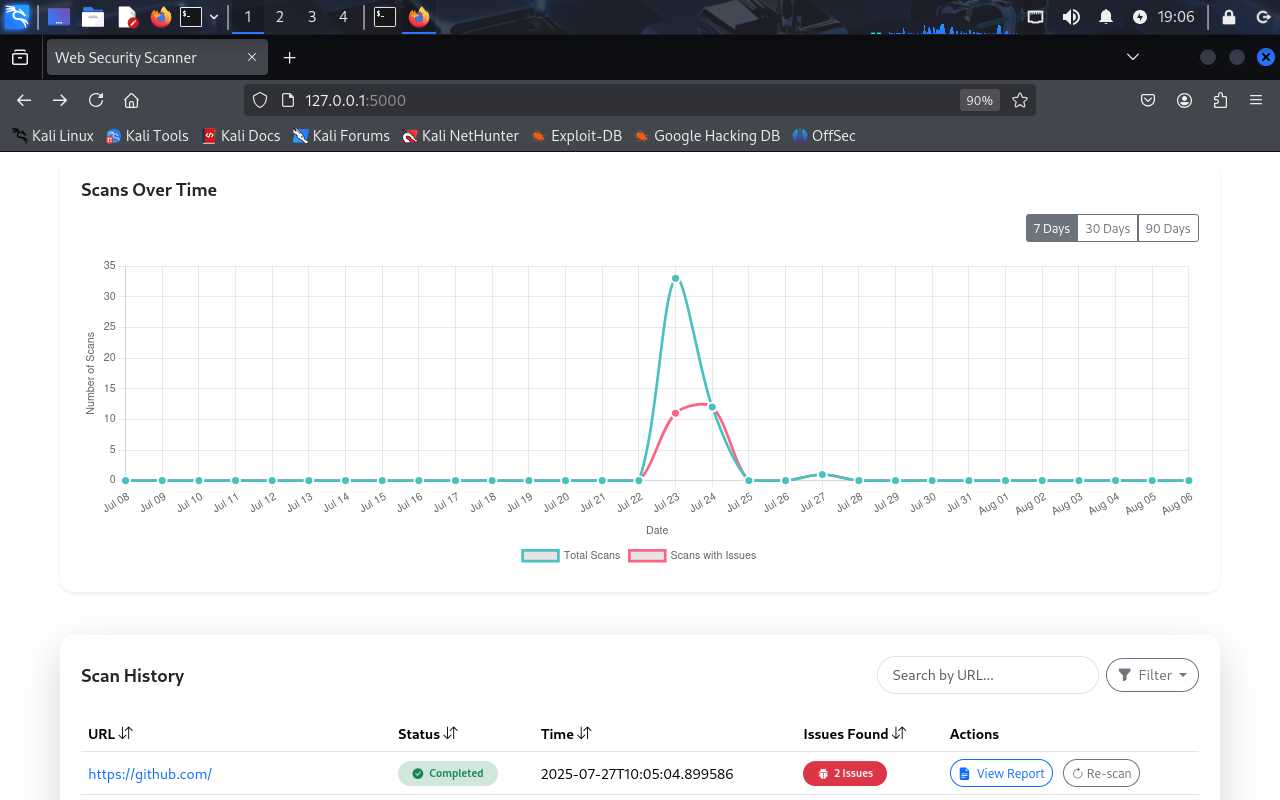 1 2 3 4 19:06
Web Security Scanner
127.0.0.1:5000 90%
Kali Linux Kali Tools Kali Docs Kali Forums Kali NetHunter Exploit-DB Google Hacking DB OffSec
Scans Over Time
7 Days 30 Days 90 Days
35
30
25
20
15
10
5
0
Number of Scans
Jul 08 Jul 09 Jul 10 Jul 11 Jul 12 Jul 13 Jul 14 Jul 15 Jul 16 Jul 17 Jul 18 Jul 19 Jul 20 Jul 21 Jul 22 Jul 23 Jul 24 Jul 25 Jul 26 Jul 27 Jul 28 Jul 29 Jul 30 Jul 31 Aug 01 Aug 02 Aug 03 Aug 04 Aug 05 Aug 06
Date
Total Scans Scans with Issues
Scan History
Search by URL... Filter
URL Status Time Issues Found Actions
https://github.com/ Completed 2025-07-27T10:05:04.899586 2 Issues View Report Re-scan